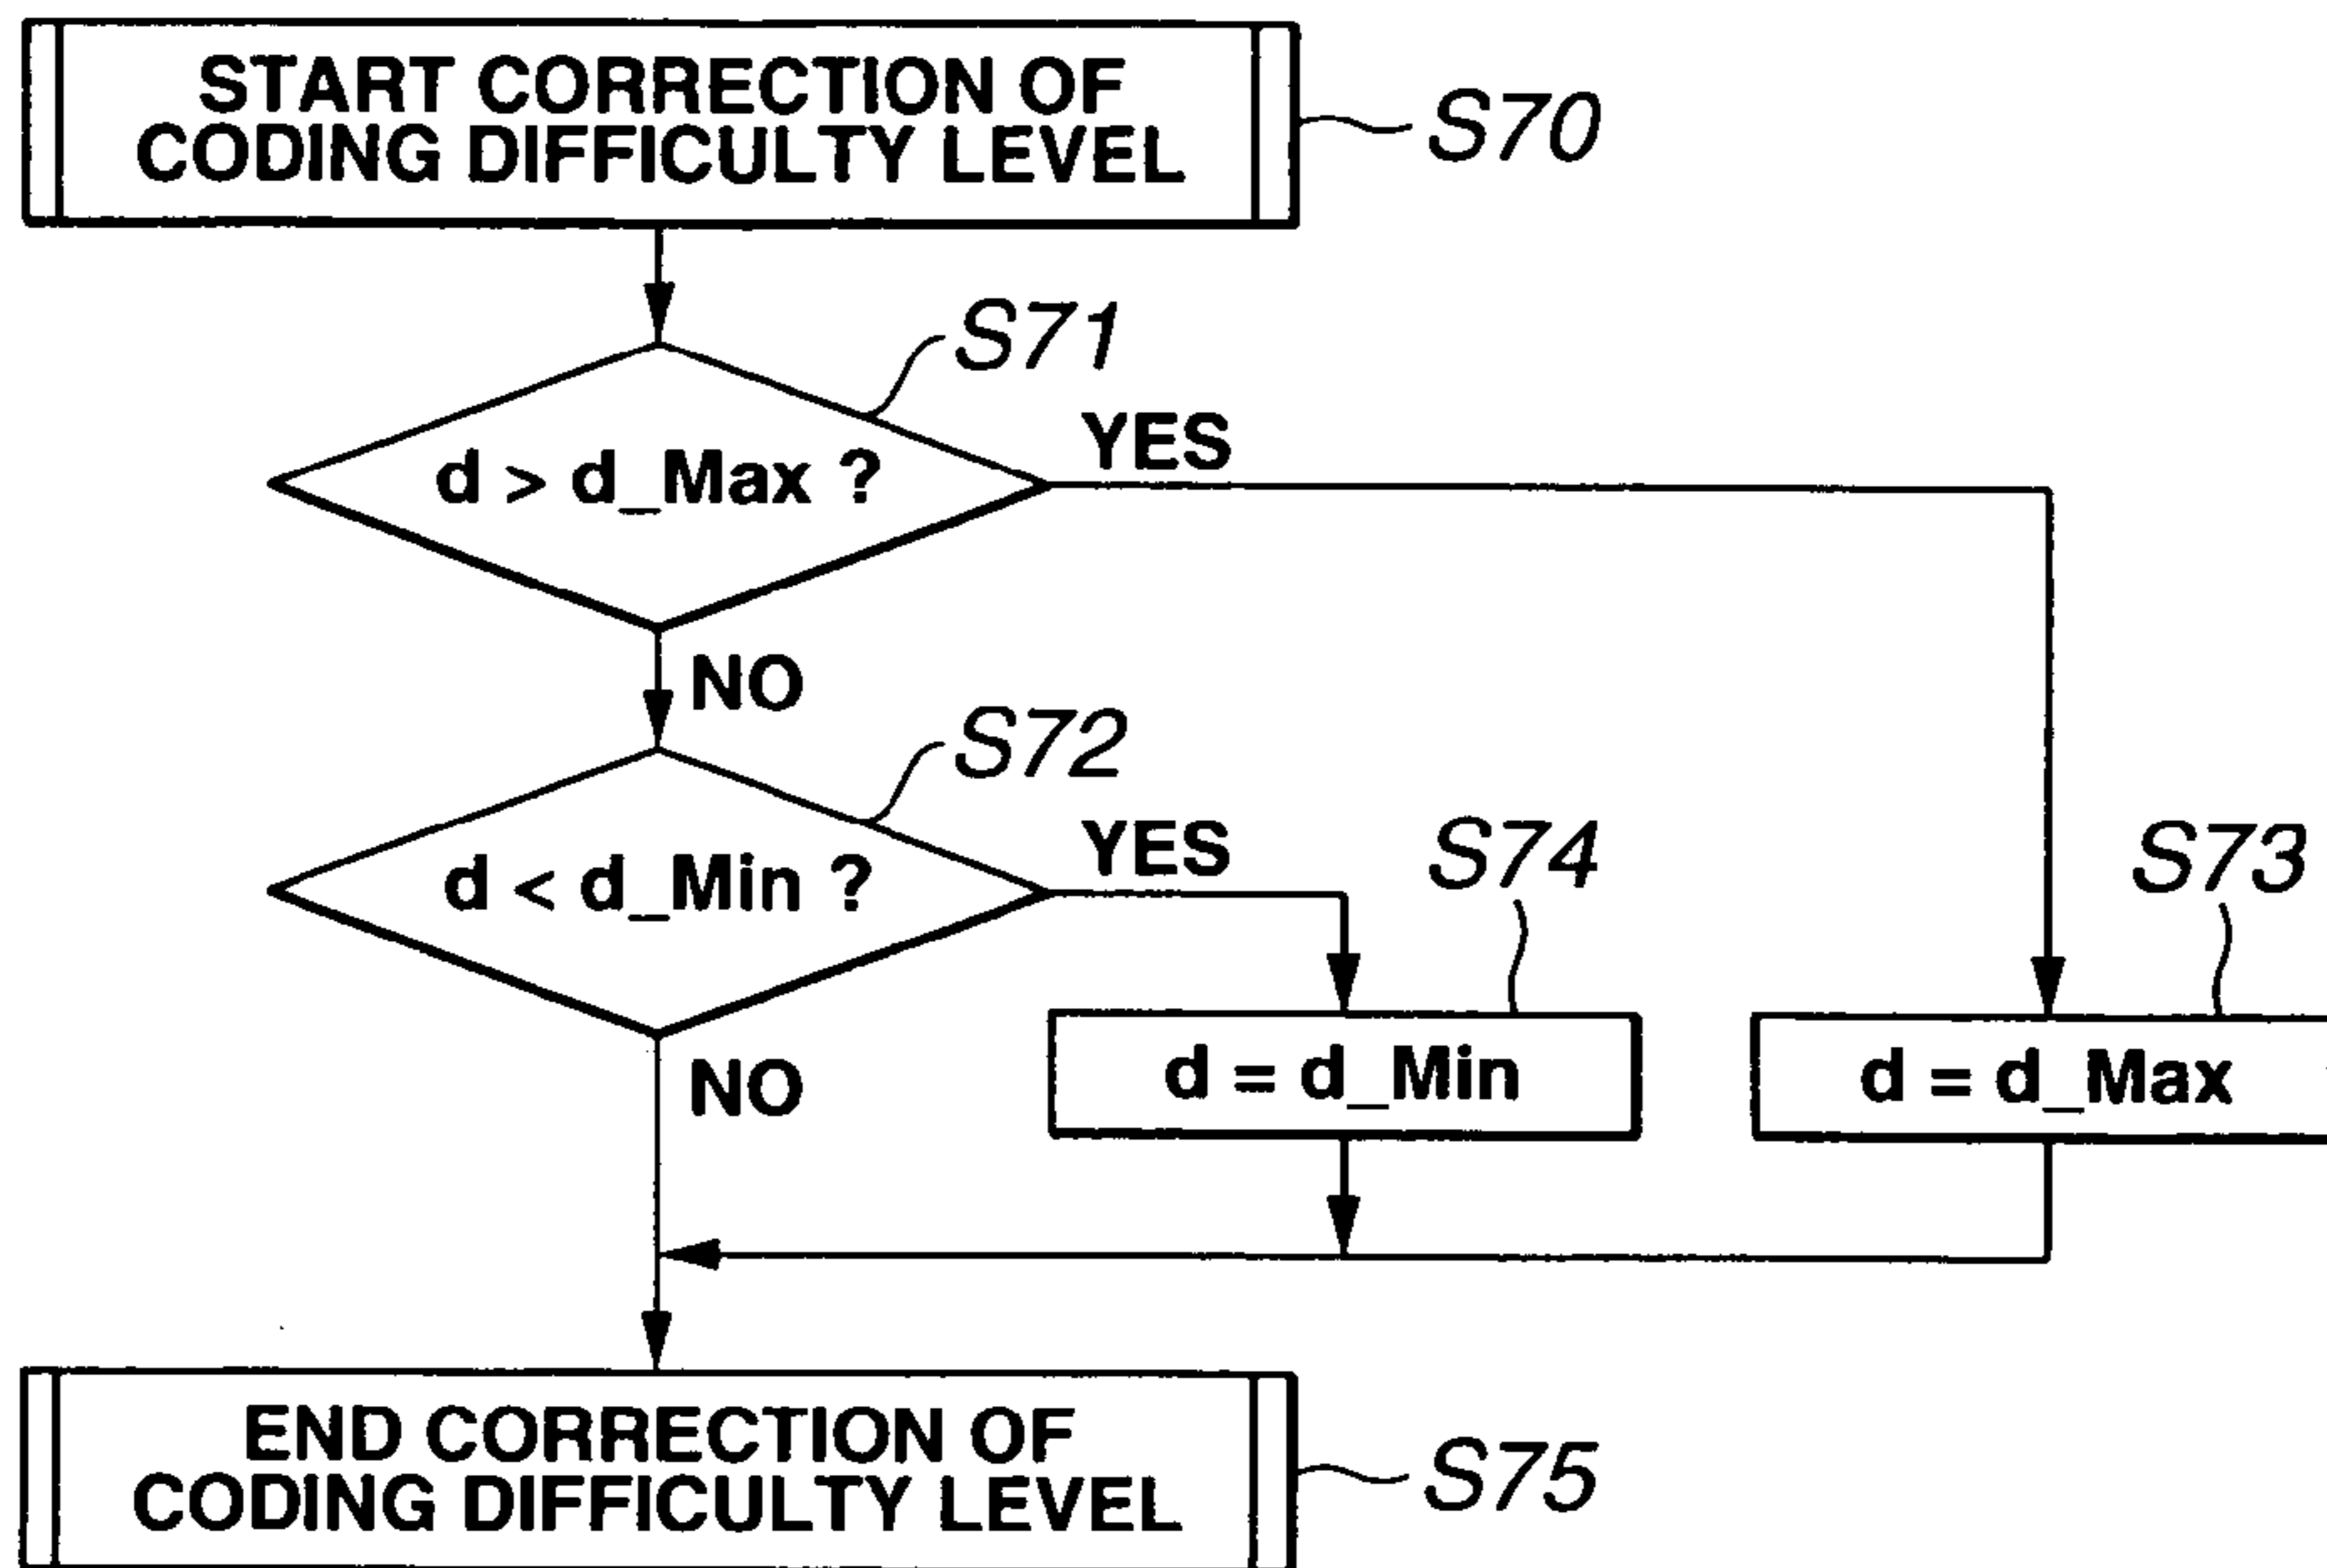 START CORRECTION OF
CODING DIFFICULTY LEVEL
S70
S71
d > d_Max ?
YES
NO
S72
d < d_Min ?
YES
S74
S73
d = d_Min
d = d_Max
NO
END CORRECTION OF
CODING DIFFICULTY LEVEL
S75